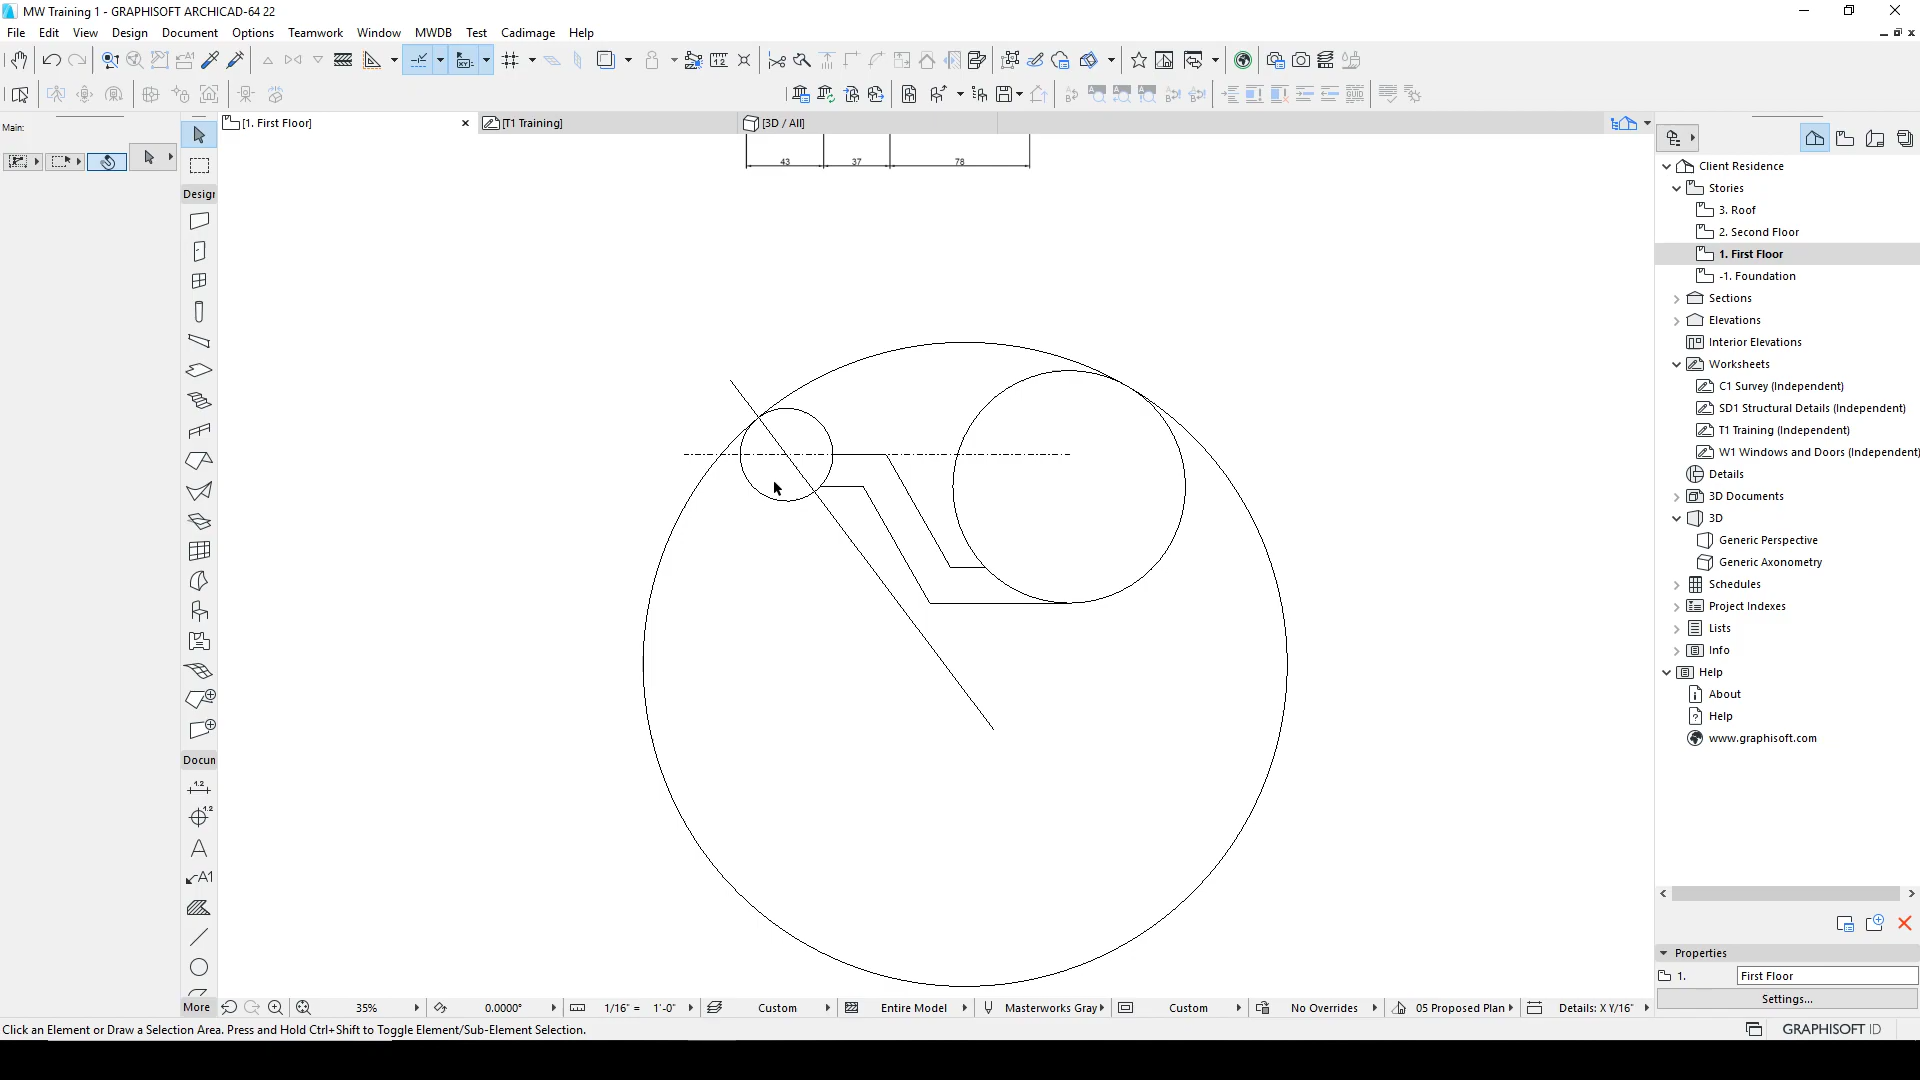 MW Training 1 - GRAPHISOFT ARCHICAD-64 22
File Edit View Design Document Options Teamwork Window MWDB Test Cadimage Help
Main:
[1. First Floor]
[T1 Training]
[3D / All]
Design
Docum
More
43 37 78
Client Residence
Stories
3. Roof
2. Second Floor
1. First Floor
-1. Foundation
Sections
Elevations
Interior Elevations
Worksheets
C1 Survey (Independent)
SD1 Structural Details (Independent)
T1 Training (Independent)
W1 Windows and Doors (Independent)
Details
3D Documents
3D
Generic Perspective
Generic Axonometry
Schedules
Project Indexes
Lists
Info
Help
About
Help
www.graphisoft.com
Properties
1. First Floor
Settings...
35% 0.0000° 1/16" = 1'-0" Custom Entire Model Masterworks Gray Custom No Overrides 05 Proposed Plan Details: X Y/16"
Click an Element or Draw a Selection Area. Press and Hold Ctrl+Shift to Toggle Element/Sub-Element Selection.
GRAPHISOFT ID